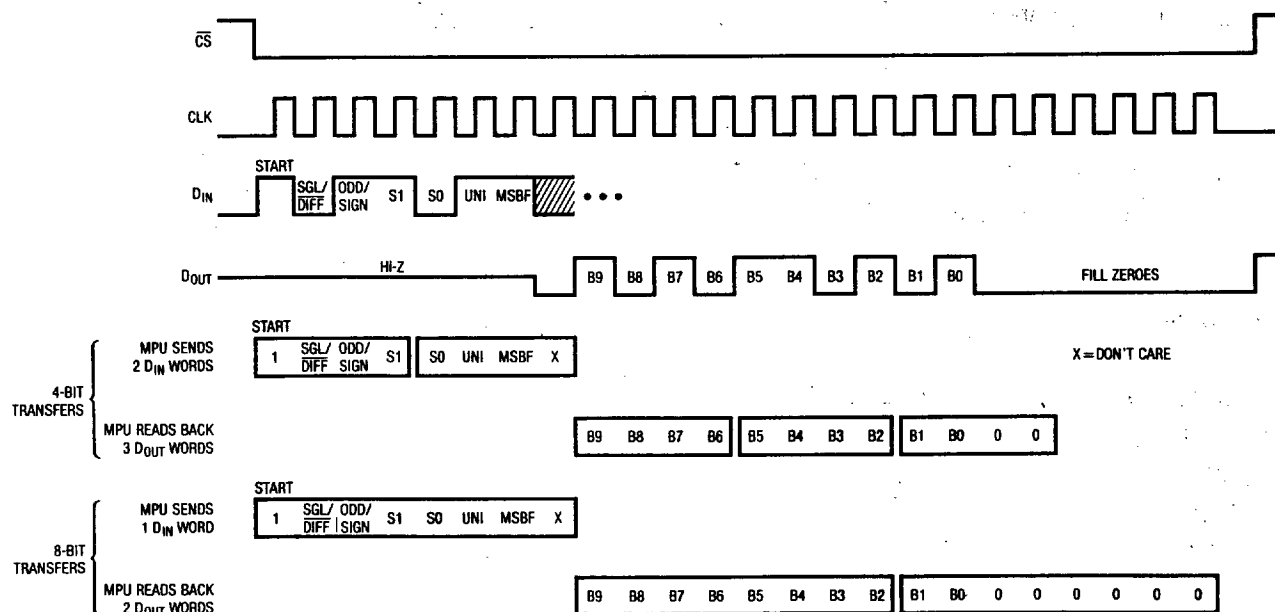 CS
CLK
START
DIN
SGL/ ODD/
DIFF SIGN S1 S0 UNI MSBF
DOUT
Hi-Z
B9 B8 B7 B6 B5 B4 B3 B2 B1 B0 FILL ZEROES
START
MPU SENDS
2 DIN WORDS
1 SGL/ ODD/ S1 S0 UNI MSBF X
DIFF SIGN
X = DON'T CARE
4-BIT
TRANSFERS
MPU READS BACK
3 DOUT WORDS
B9 B8 B7 B6 B5 B4 B3 B2 B1 B0 0 0
START
MPU SENDS
1 DIN WORD
1 SGL/ ODD/ S1 S0 UNI MSBF X
DIFF SIGN
8-BIT
TRANSFERS
MPU READS BACK
2 DOUT WORDS
B9 B8 B7 B6 B5 B4 B3 B2 B1 B0 0 0 0 0 0 0